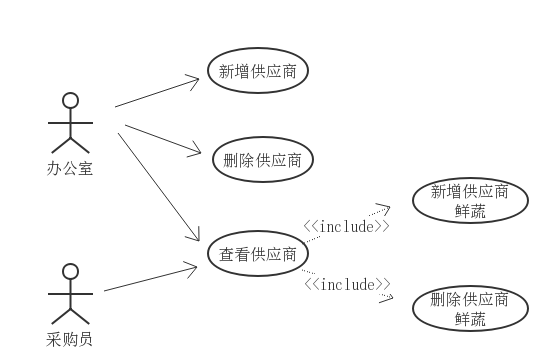 新增供应商
办公室
删除供应商
新增供应商
鲜蔬
<<include>>
查看供应商
<<include>>
删除供应商
鲜蔬
采购员